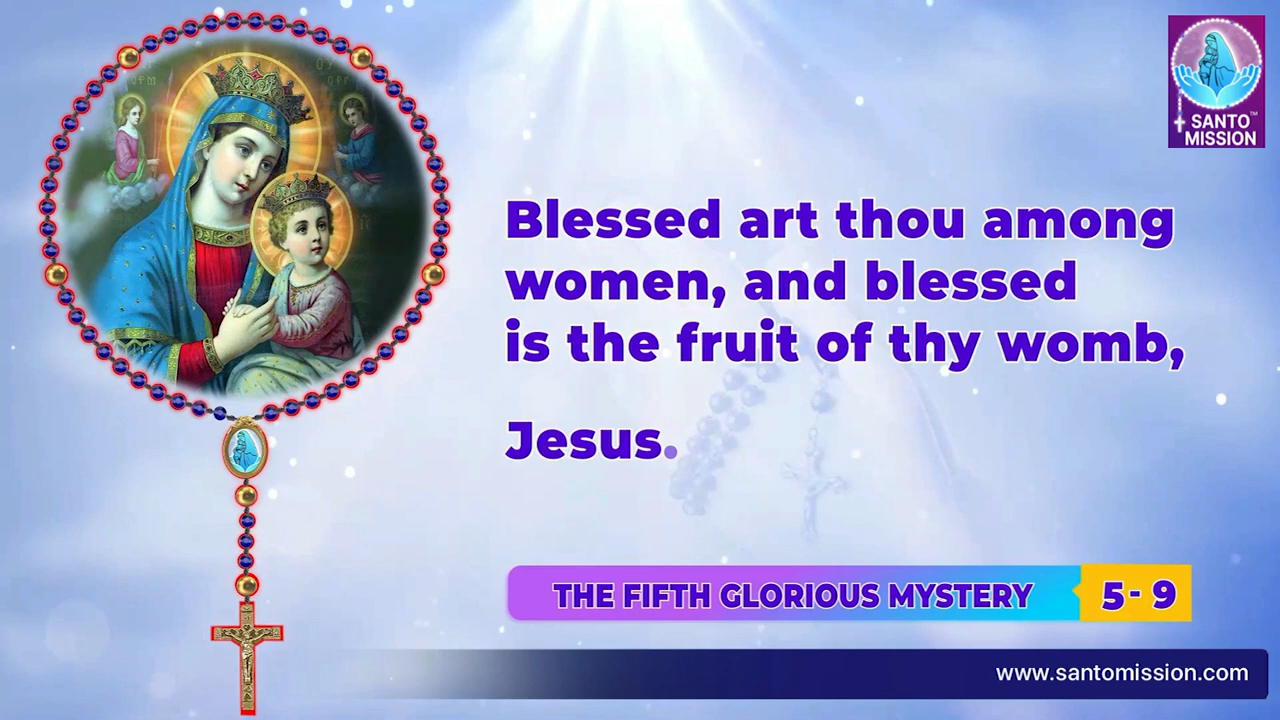 SANTO™
MISSION
Blessed art thou among
women, and blessed
is the fruit of thy womb,
Jesus.
THE FIFTH GLORIOUS MYSTERY 5- 9
www.santomission.com